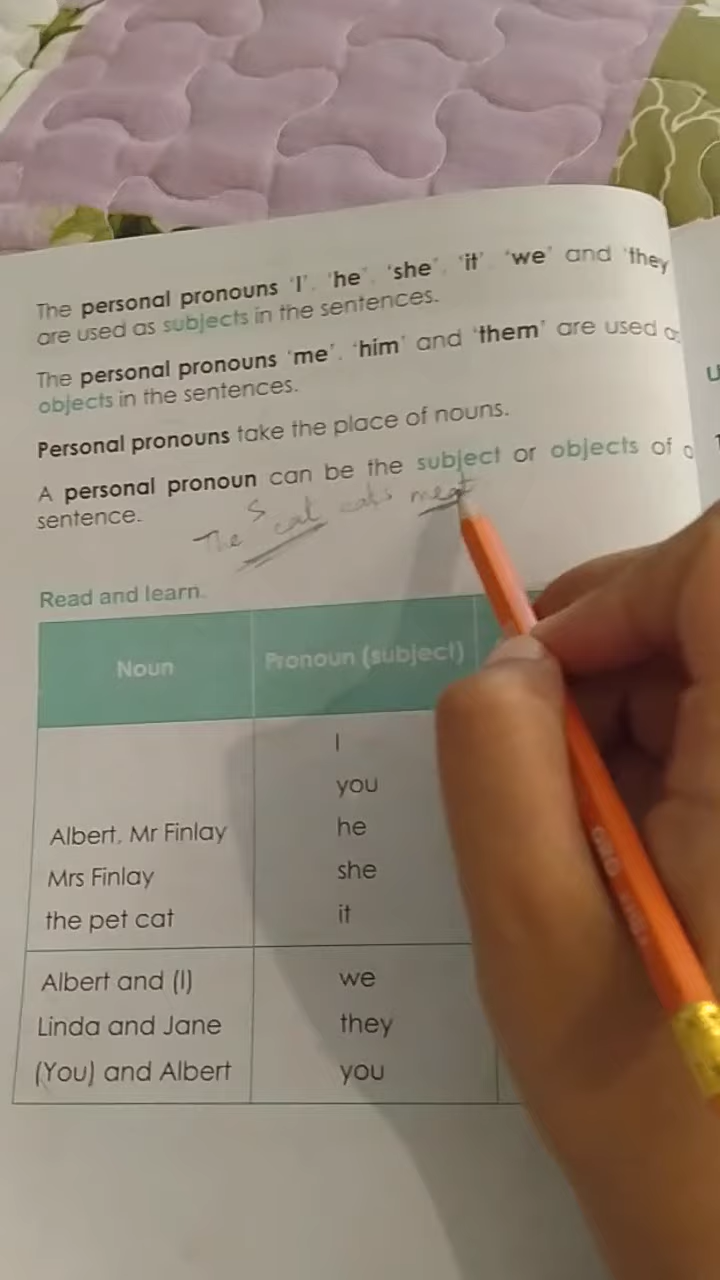 The personal pronouns 'I', 'he', 'she', 'it', 'we' and 'they
are used as subjects in the sentences.
The personal pronouns 'me', 'him' and 'them' are used a
objects in the sentences.
Personal pronouns take the place of nouns.
A personal pronoun can be the subject or objects of a
sentence.
S
The cat eats meat
Read and learn.
Noun Pronoun (subject)
I
you
Albert, Mr Finlay he
Mrs Finlay she
the pet cat it
Albert and (I) we
Linda and Jane they
(You) and Albert you